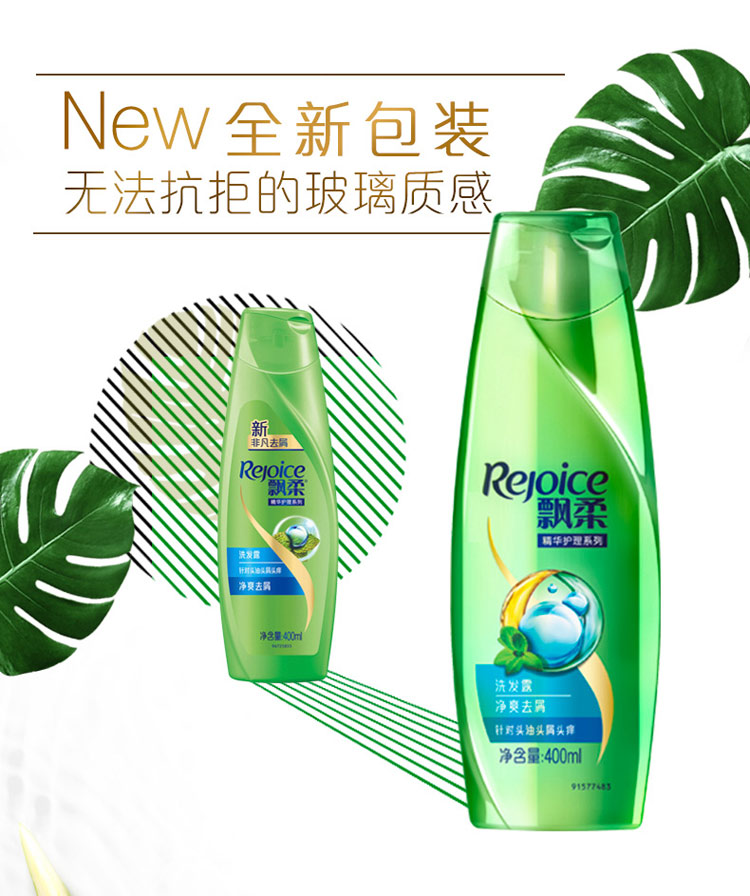 New 全新包装
无法抗拒的玻璃质感
新
非凡去屑
Rejoice
飘柔
精华护理系列
洗发露
针对头油头屑头痒
净爽去屑
净含量:400ml
Rejoice
飘柔
精华护理系列
洗发露
净爽去屑
针对头油头屑头痒
净含量:400ml
91577483